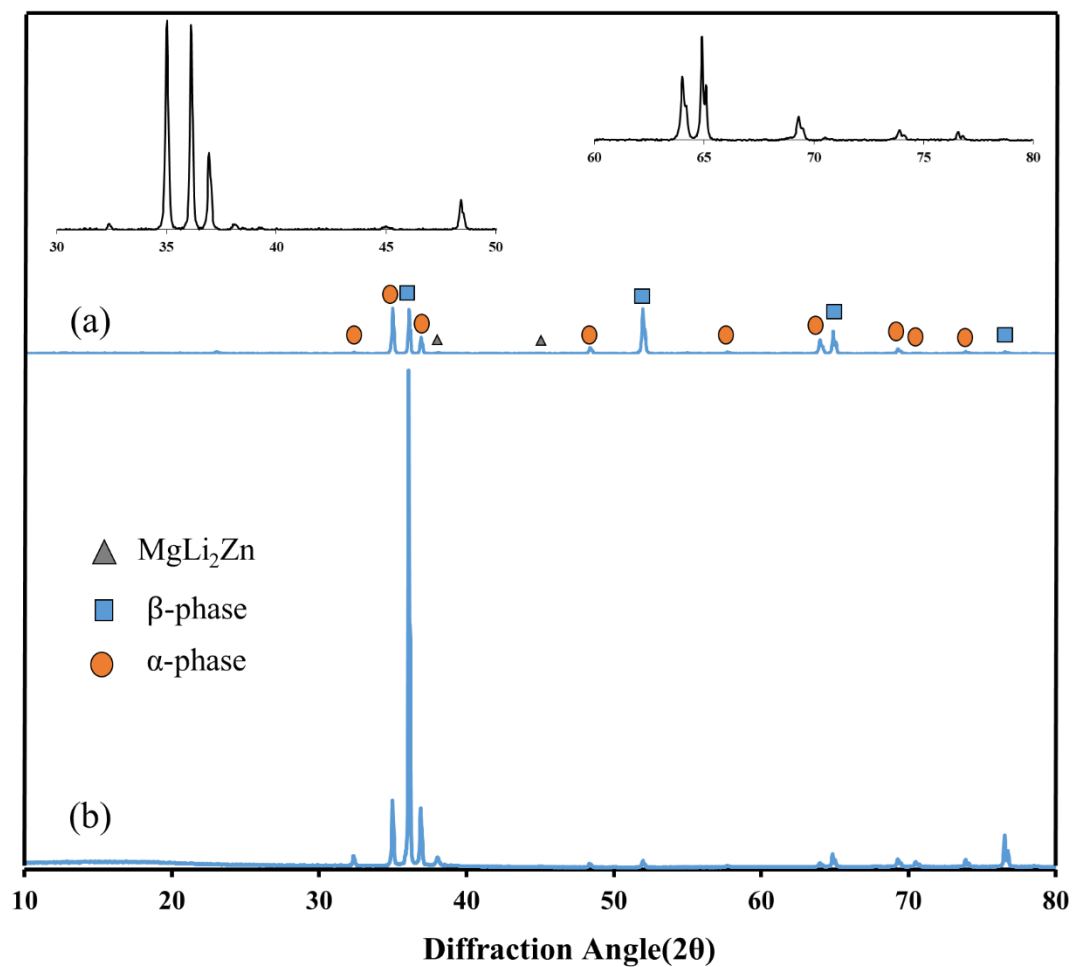 60 65 70 75 80
30 35 40 45 50
(a)
MgLi₂Zn
β-phase
α-phase
(b)
10 20 30 40 50 60 70 80
Diffraction Angle(2θ)